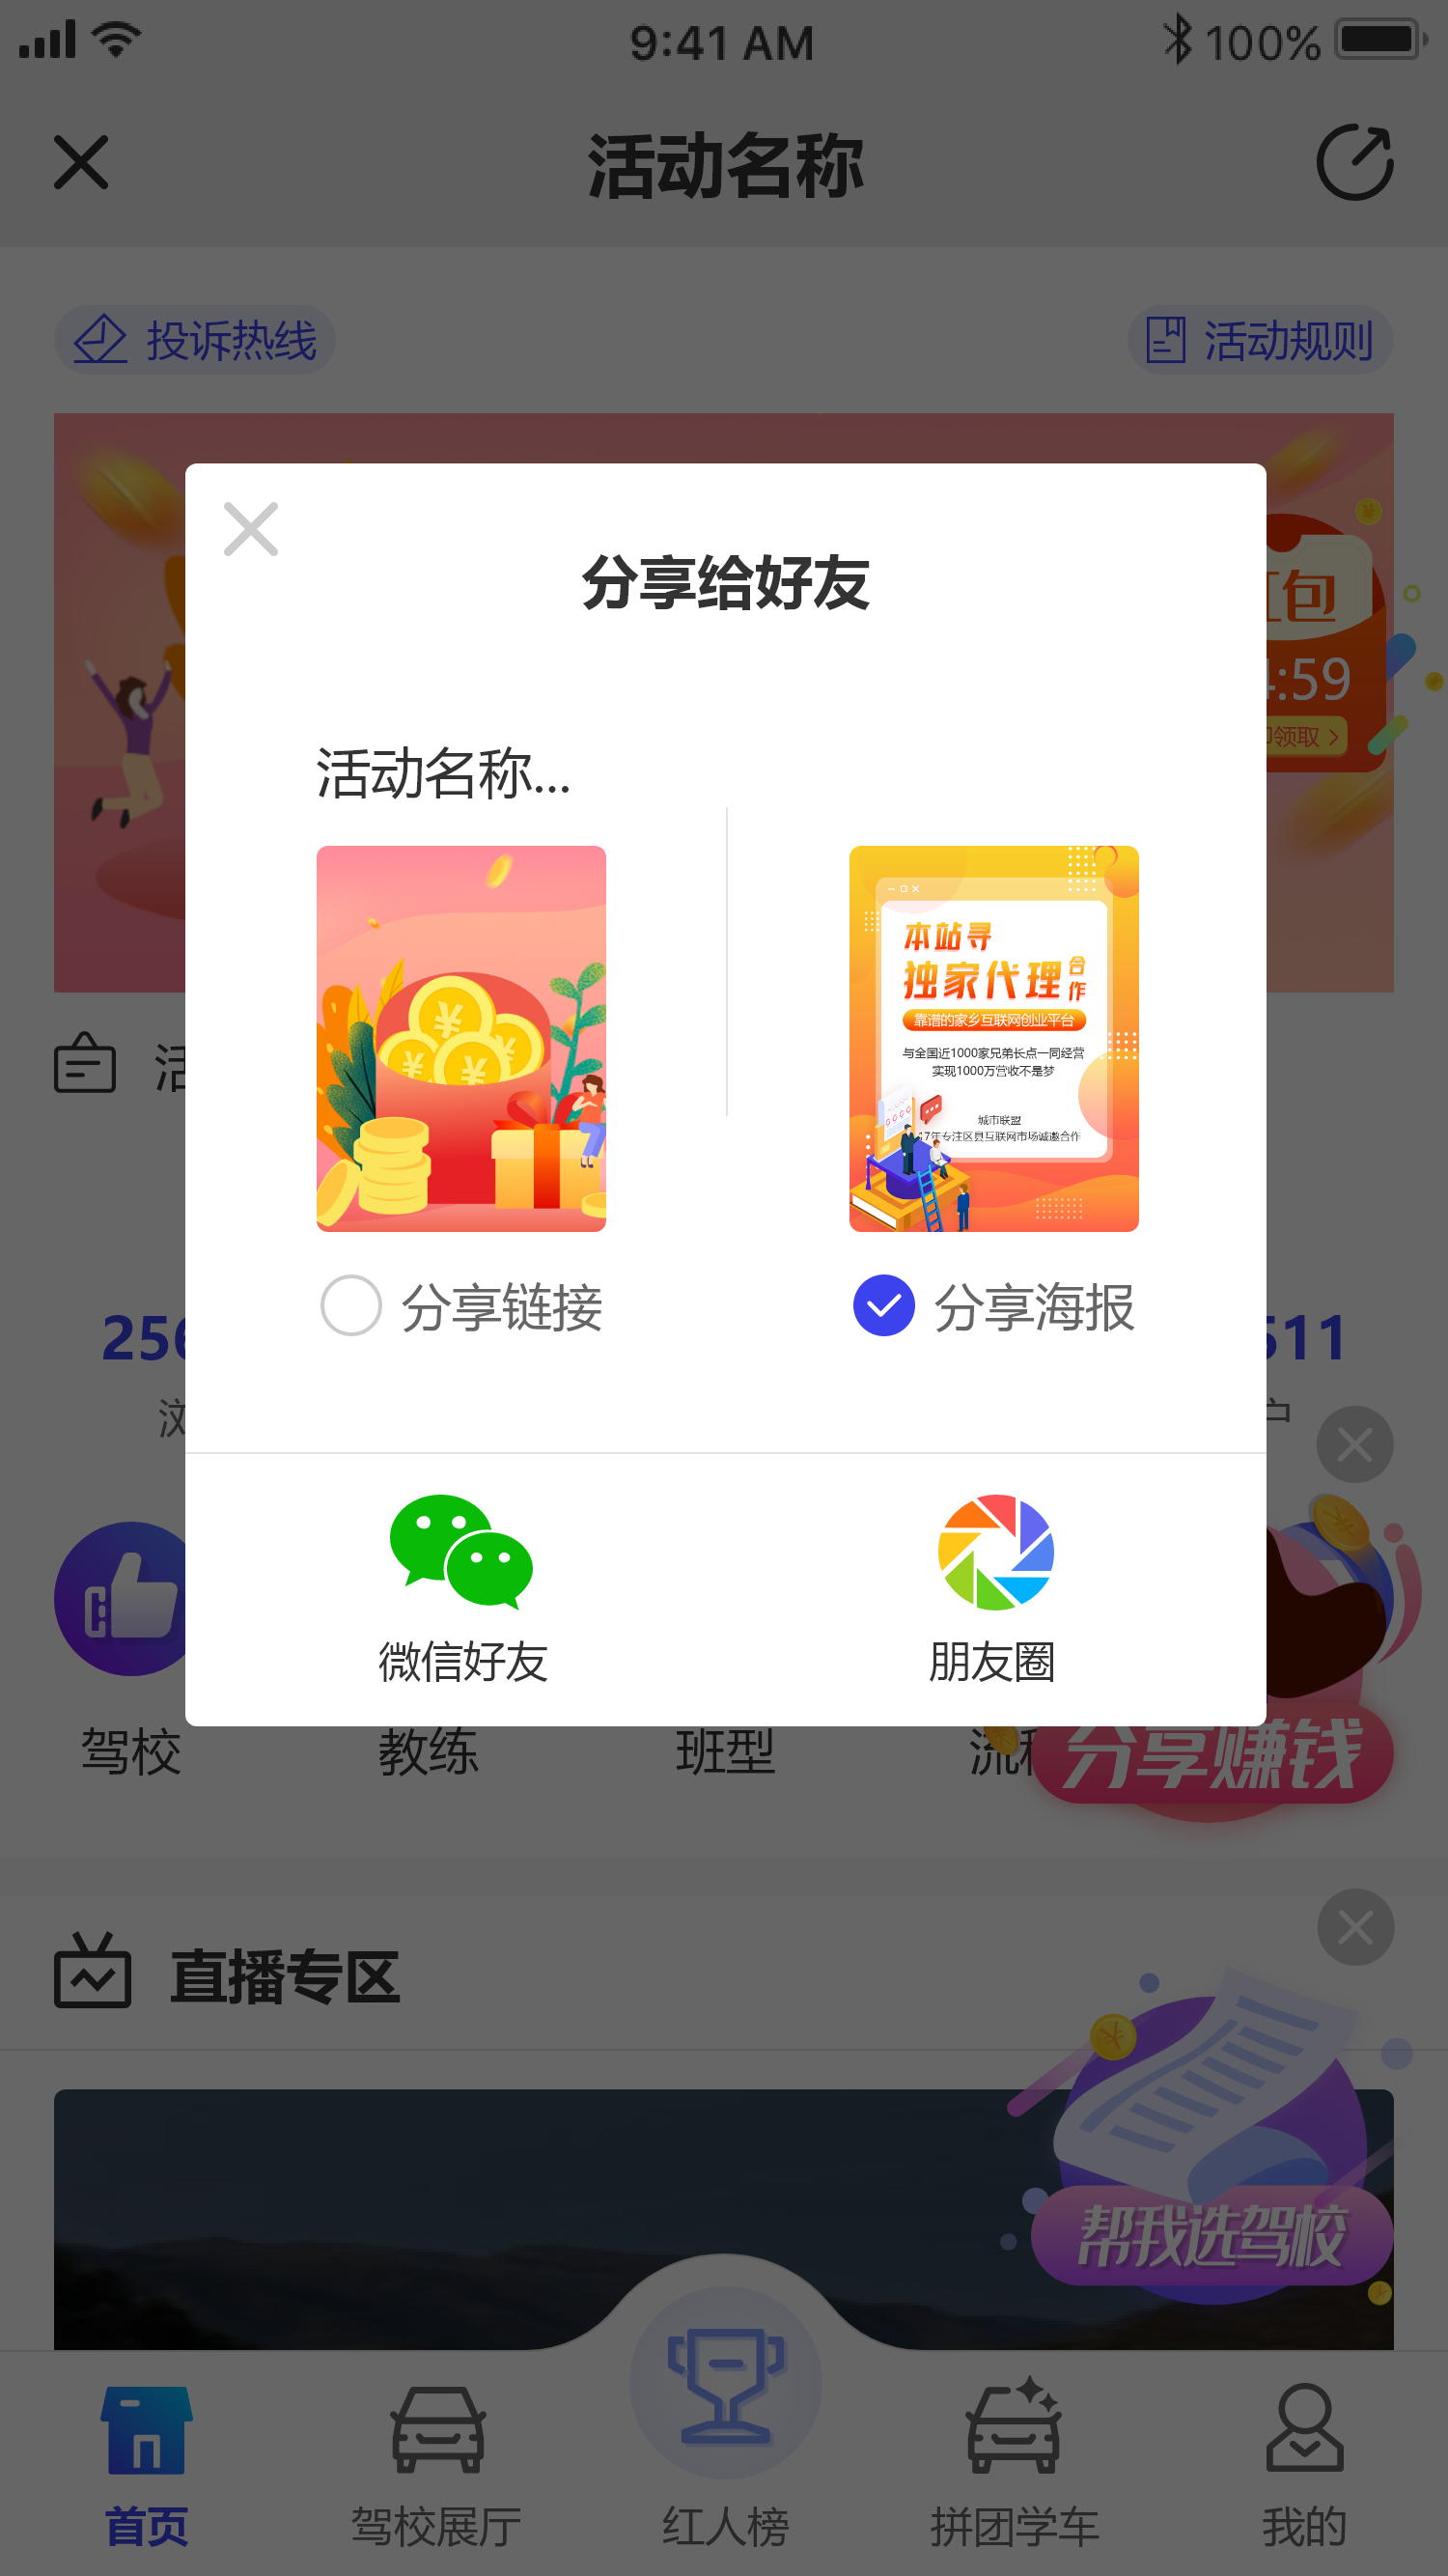 9:41 AM
100%
活动名称
投诉热线
活动规则
分享给好友
包
:59
领取
活动名称...
本站寻
独家代理合作
靠谱的家乡互联网创业平台
与全国近1000家兄弟长点一同经营
实现1000万营收不是梦
城市联盟
17年专注区县互联网市场诚邀合作
活
分享链接
分享海报
256
511
浏
户
微信好友
朋友圈
驾校
教练
班型
流程
分享赚钱
直播专区
帮我选驾校
首页
驾校展厅
红人榜
拼团学车
我的